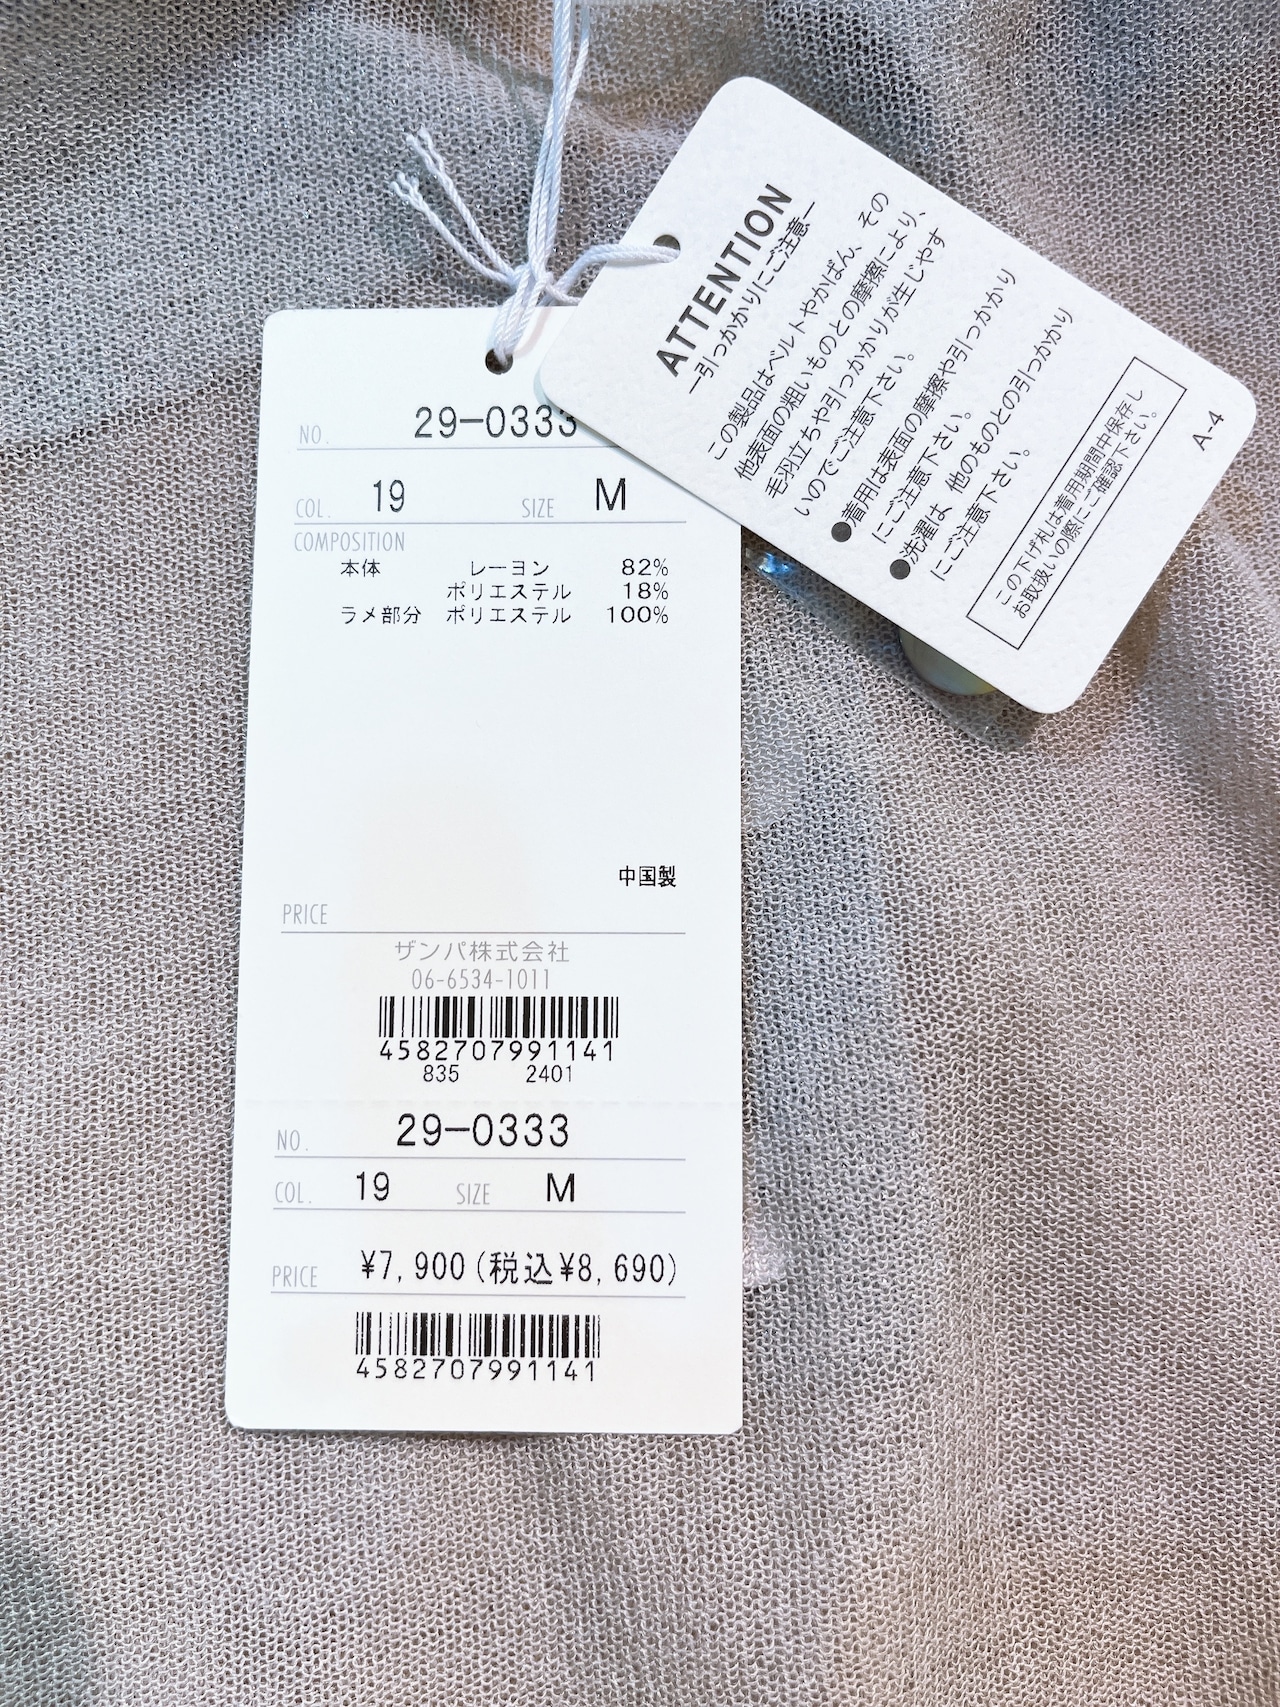 NO. 29-0333
COL. 19 SIZE M
COMPOSITION
本体 レーヨン 82%
ポリエステル 18%
ラメ部分 ポリエステル 100%
中国製
PRICE
ザンパ株式会社
06-6534-1011
4582707991141
835 2401
NO. 29-0333
COL. 19 SIZE M
PRICE ¥7,900(税込¥8,690)
4582707991141
ATTENTION
ー引っかかりにご注意ー
この製品はベルトやかばん、その
他表面の粗いものとの摩擦により、
毛羽立ちや引っかかりが生じやす
いのでご注意下さい。
●着用は表面の摩擦や引っかかり
にご注意下さい。
●洗濯は、他のものとの引っかかり
にご注意下さい。
この下げ札は着用期間中保存し
お取扱いの際にご確認下さい。
A-4